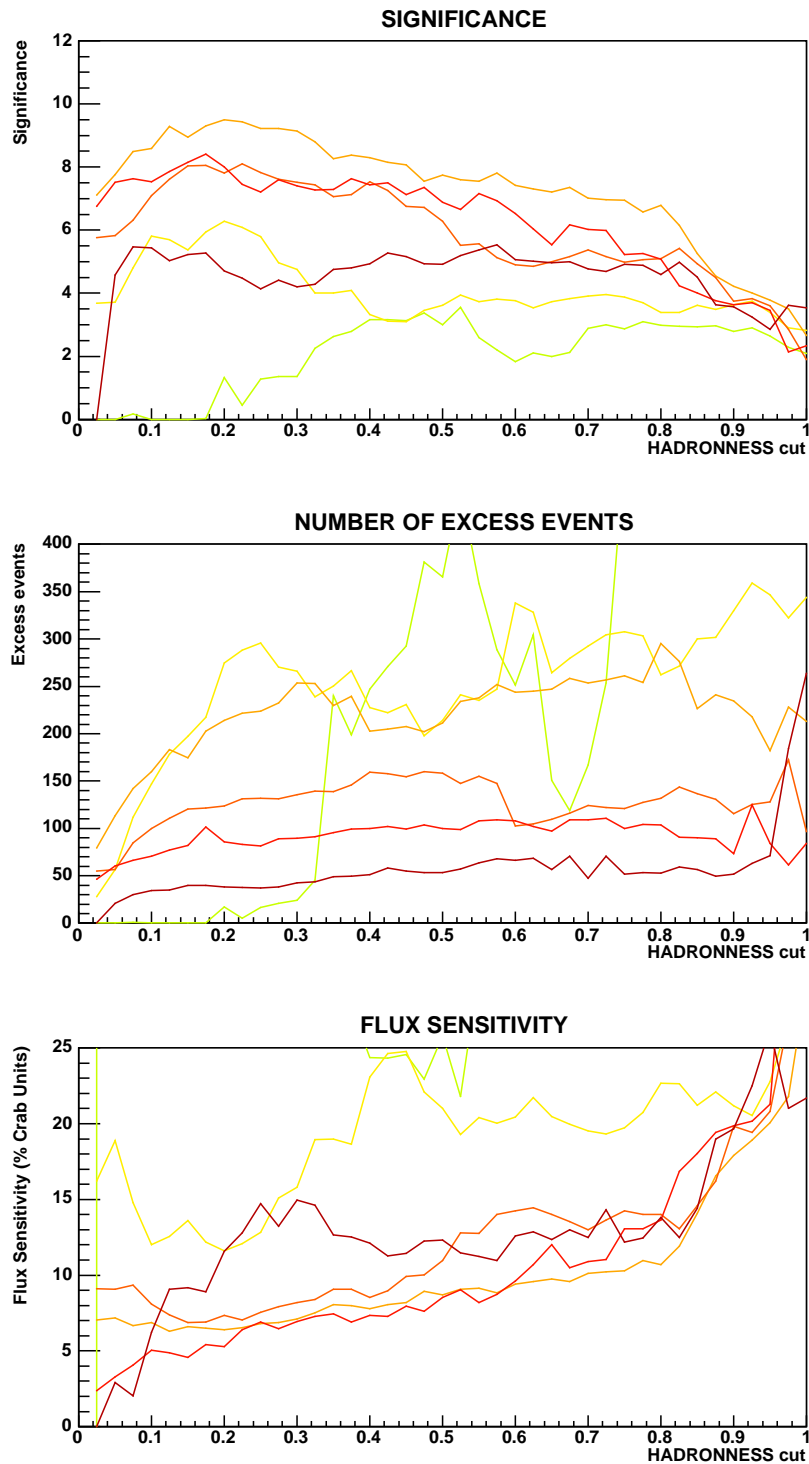 SIGNIFICANCE
Significance
12
10
8
6
4
2
0
0 0.1 0.2 0.3 0.4 0.5 0.6 0.7 0.8 0.9 1
HADRONNESS cut
NUMBER OF EXCESS EVENTS
Excess events
400
350
300
250
200
150
100
50
0
0 0.1 0.2 0.3 0.4 0.5 0.6 0.7 0.8 0.9 1
HADRONNESS cut
FLUX SENSITIVITY
Flux Sensitivity (% Crab Units)
25
20
15
10
5
0
0 0.1 0.2 0.3 0.4 0.5 0.6 0.7 0.8 0.9 1
HADRONNESS cut